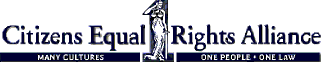 Citizens Equal Rights Alliance
MANY CULTURES ONE PEOPLE • ONE LAW